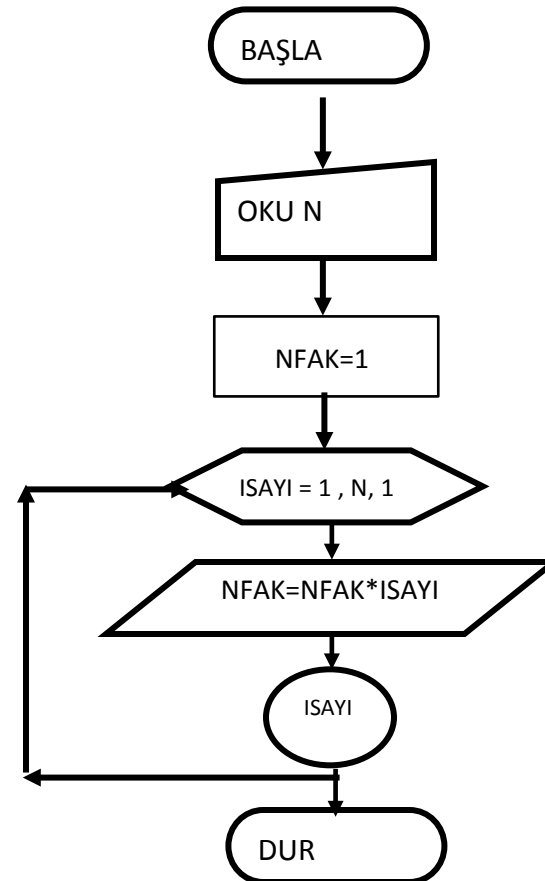 BAŞLA
OKU N
NFAK=1
ISAYI = 1 , N, 1
NFAK=NFAK*ISAYI
ISAYI
DUR